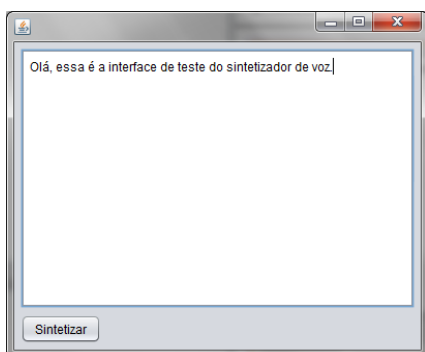 Olá, essa é a interface de teste do sintetizador de voz.
Sintetizar